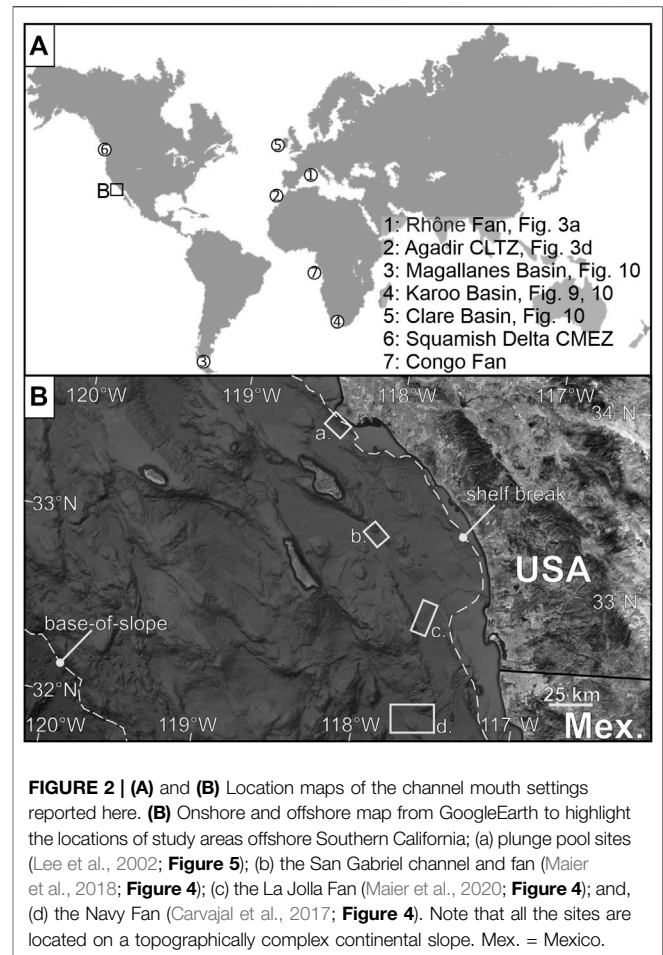 A
6
B
5
1
2
7
4
3
1: Rhône Fan, Fig. 3a
2: Agadir CLTZ, Fig. 3d
3: Magallanes Basin, Fig. 10
4: Karoo Basin, Fig. 9, 10
5: Clare Basin, Fig. 10
6: Squamish Delta CMEZ
7: Congo Fan
B
120°W
119°W
118°W
117°W
34°N
a.
33°N
shelf break
b.
USA
base-of-slope
c.
33°N
32°N
25 km
120°W
119°W
118°W
d.
117°W
Mex.
FIGURE 2 | (A) and (B) Location maps of the channel mouth settings
reported here. (B) Onshore and offshore map from GoogleEarth to highlight
the locations of study areas offshore Southern California; (a) plunge pool sites
(Lee et al., 2002; Figure 5); (b) the San Gabriel channel and fan (Maier
et al., 2018; Figure 4); (c) the La Jolla Fan (Maier et al., 2020; Figure 4); and,
(d) the Navy Fan (Carvajal et al., 2017; Figure 4). Note that all the sites are
located on a topographically complex continental slope. Mex. = Mexico.